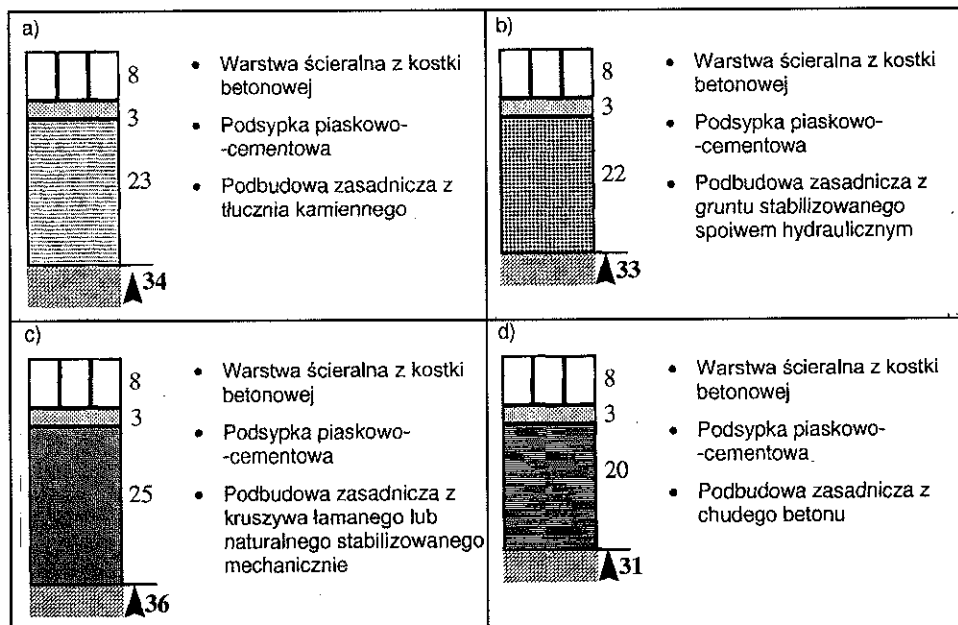 a)
8
3
23
34
• Warstwa ścieralna z kostki
betonowej
• Podsypka piaskowo-
-cementowa
• Podbudowa zasadnicza z
tłucznia kamiennego
b)
8
3
22
33
• Warstwa ścieralna z kostki
betonowej
• Podsypka piaskowo-
-cementowa
• Podbudowa zasadnicza z
gruntu stabilizowanego
spoiwem hydraulicznym
c)
8
3
25
36
• Warstwa ścieralna z kostki
betonowej
• Podsypka piaskowo-
-cementowa
• Podbudowa zasadnicza z
kruszywa łamanego lub
naturalnego stabilizowanego
mechanicznie
d)
8
3
20
31
• Warstwa ścieralna z kostki
betonowej
• Podsypka piaskowo-
-cementowa
• Podbudowa zasadnicza z
chudego betonu